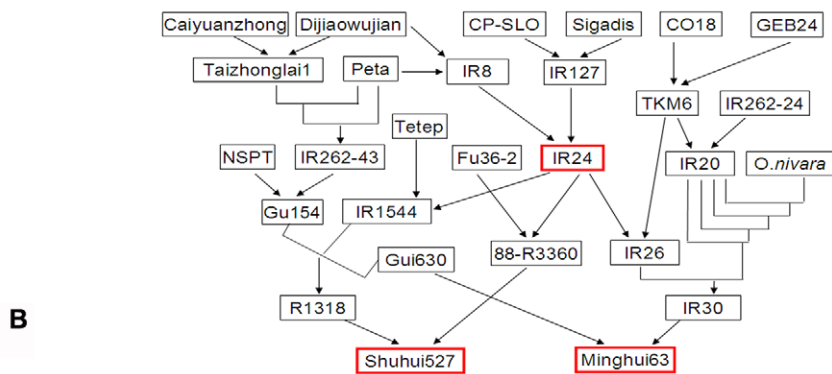 Caiyuanzhong Dijiaowujian CP-SLO Sigadis CO18 GEB24
Taizhonglai1 Peta IR8 IR127
TKM6 IR262-24
Tetep
NSPT IR262-43 Fu36-2 IR24 IR20 O.nivara
Gu154 IR1544
Gui630 88-R3360 IR26
R1318 IR30
B
Shuhui527 Minghui63